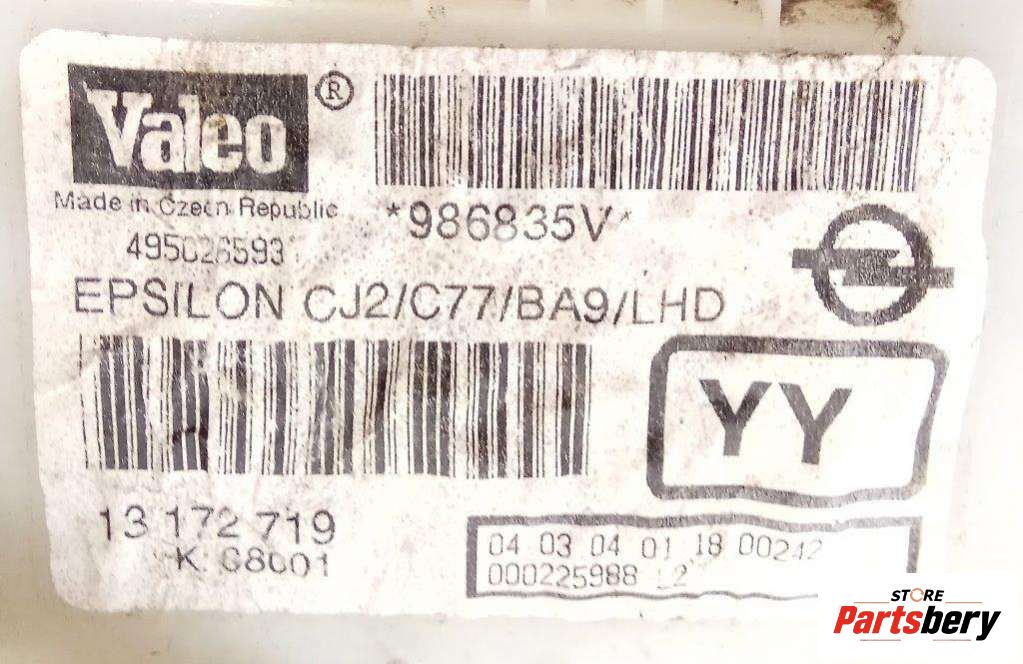 Valeo ®
Made in Czech Republic
*986835V*
EPSILON CJ2/C77/BA9/LHD
YY
13 172 719
04 03 04 01 18 00242
000225988
STORE
Partsbery